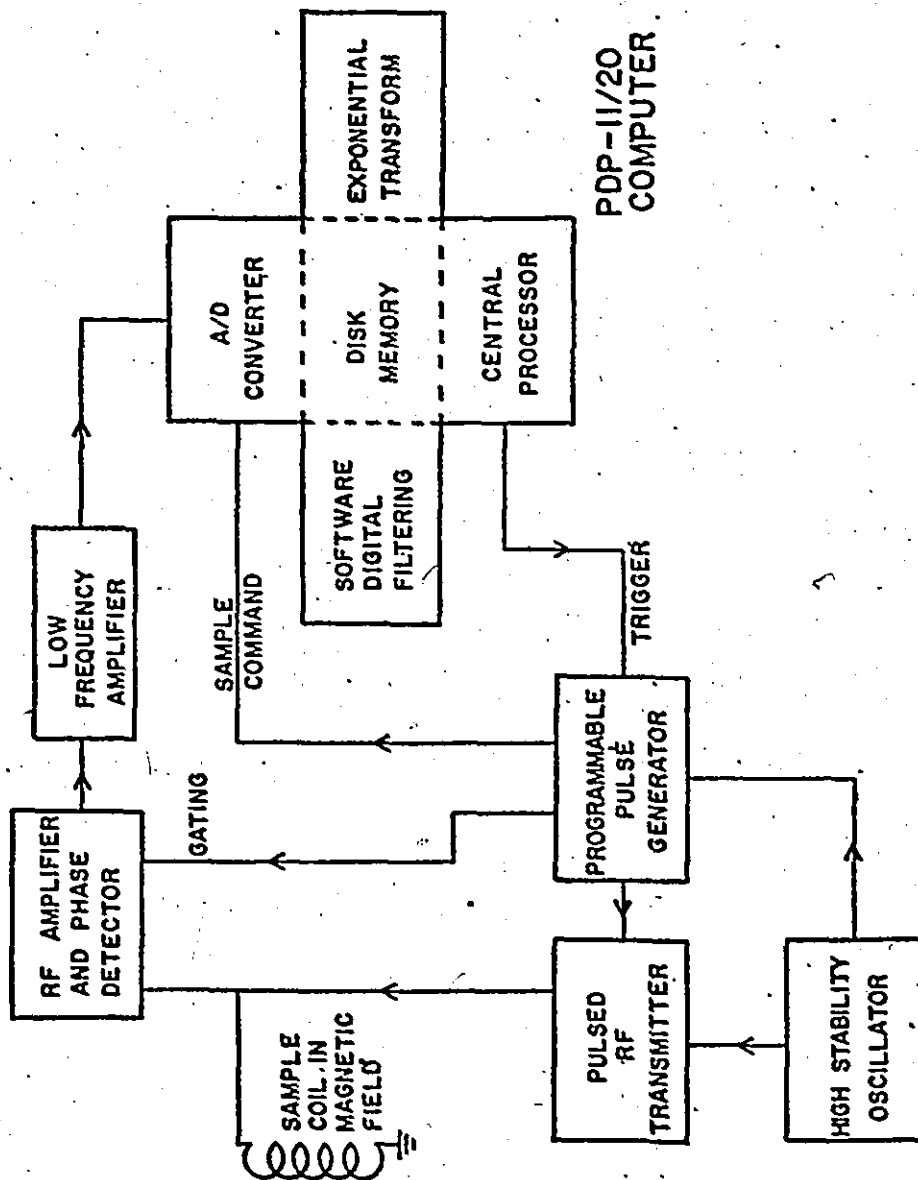 RF AMPLIFIER
AND PHASE
DETECTOR
LOW
FREQUENCY
AMPLIFIER
GATING
SAMPLE
COMMAND
SAMPLE
COIL IN
MAGNETIC
FIELD
A/D
CONVERTER
SOFTWARE
DIGITAL
FILTERING
DISK
MEMORY
EXPONENTIAL
TRANSFORM
CENTRAL
PROCESSOR
PDP-11/20
COMPUTER
TRIGGER
PROGRAMMABLE
PULSE
GENERATOR
PULSED
RF
TRANSMITTER
HIGH STABILITY
OSCILLATOR